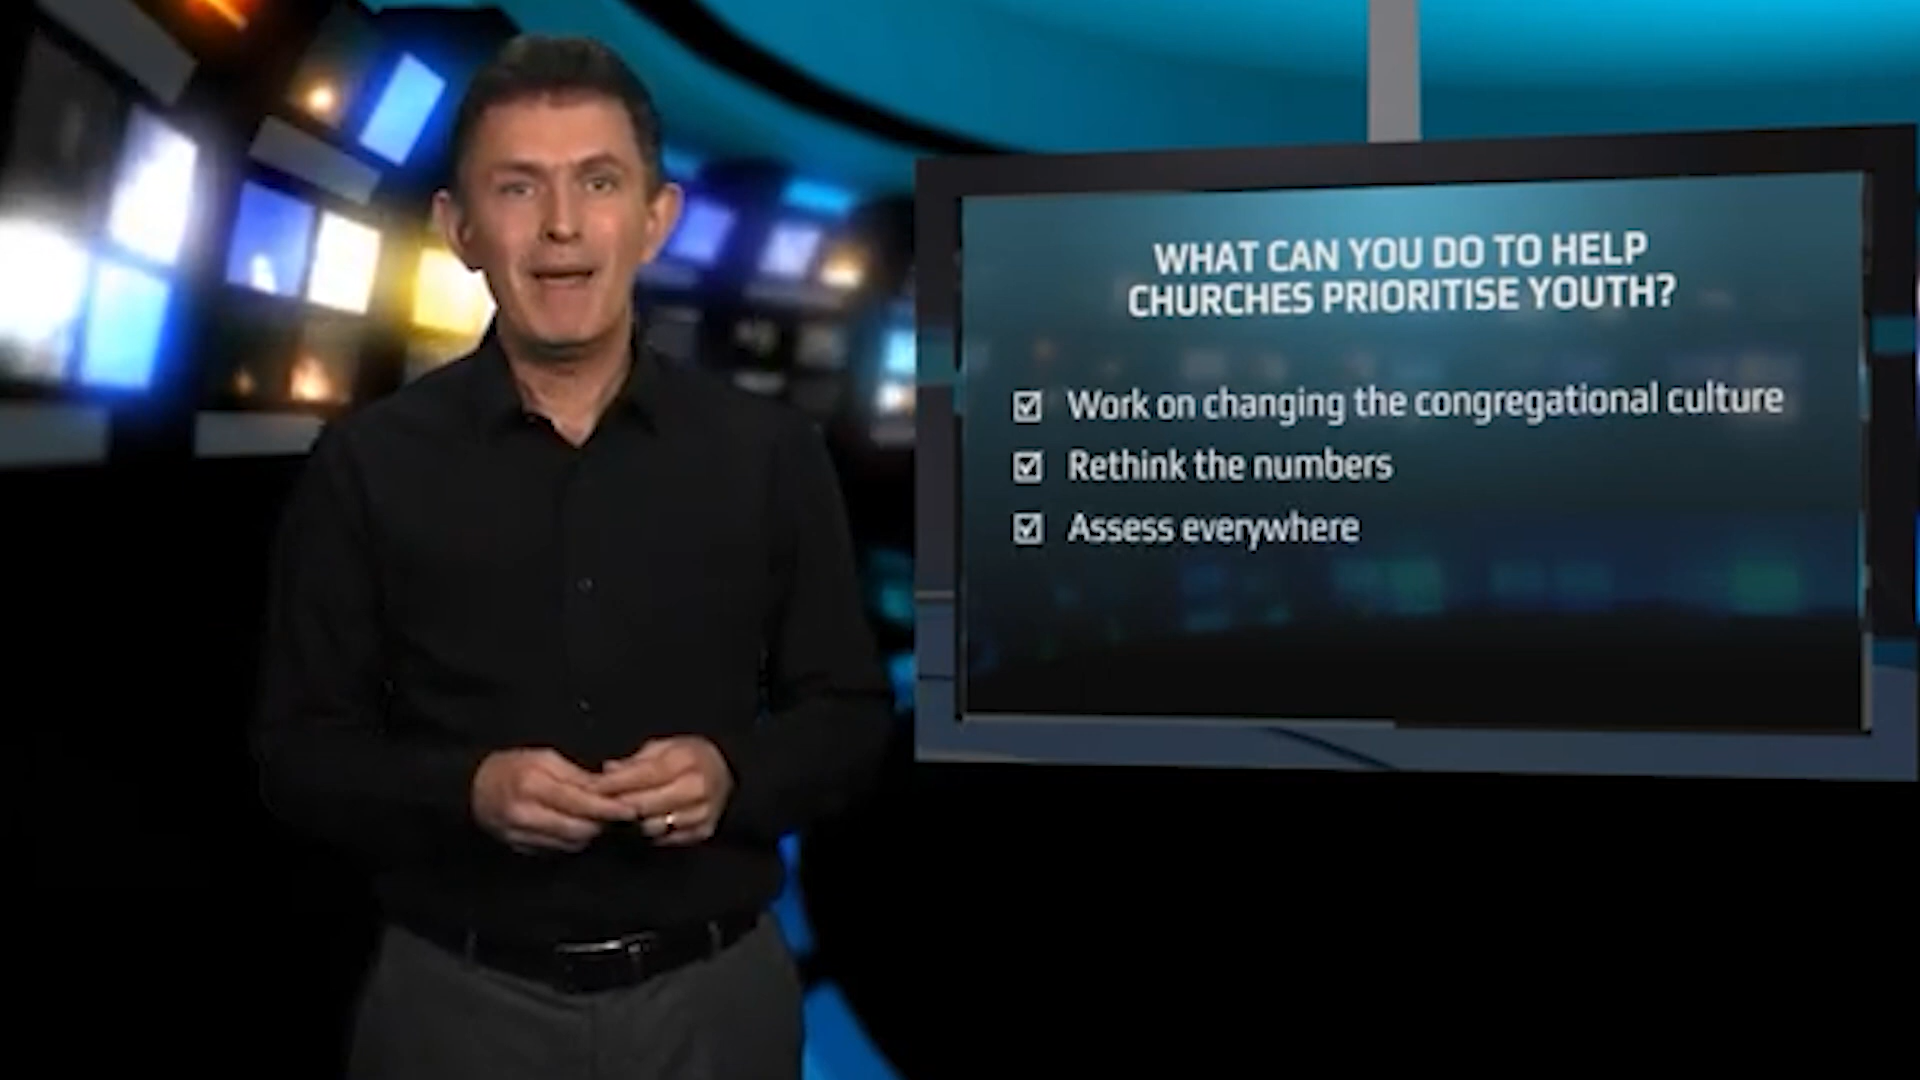 WHAT CAN YOU DO TO HELP
CHURCHES PRIORITISE YOUTH?
Work on changing the congregational culture
Rethink the numbers
Assess everywhere